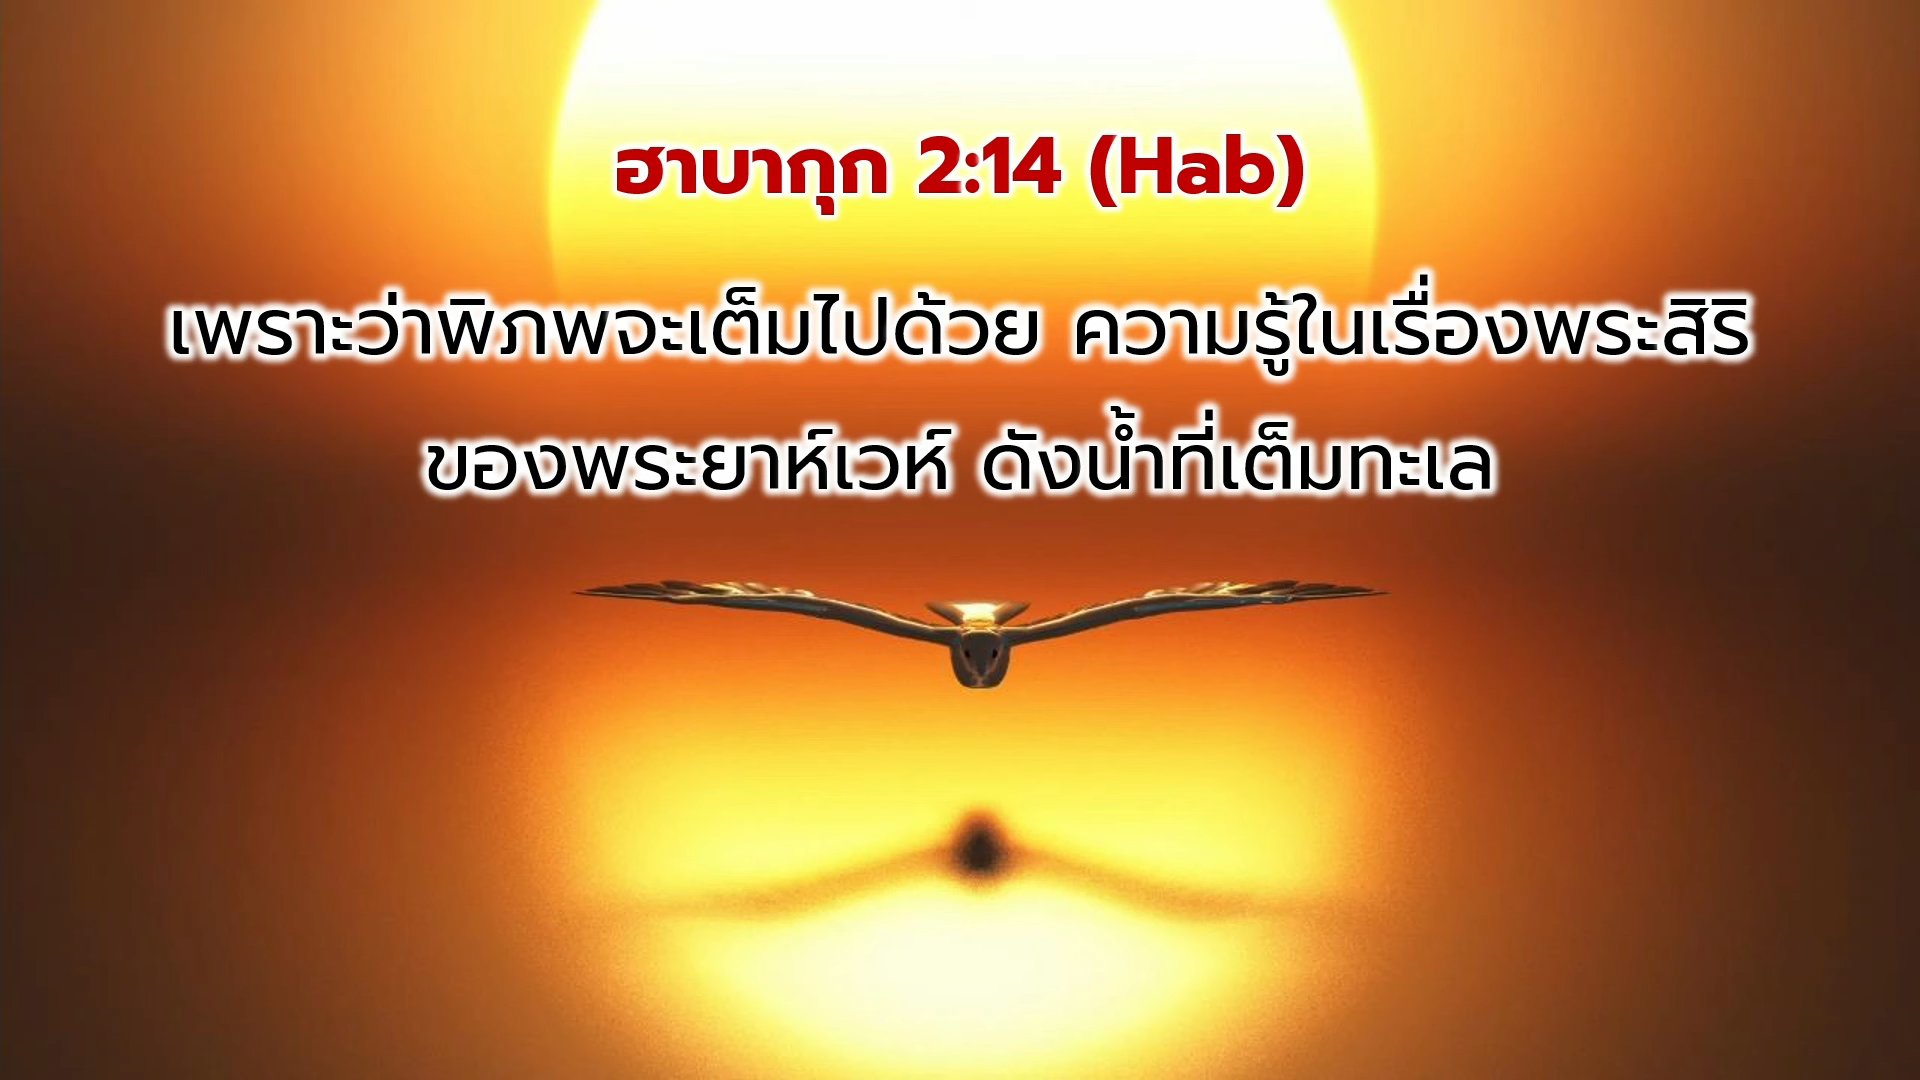 ฮาบากุก 2:14 (Hab)
เพราะว่าพิภพจะเต็มไปด้วย ความรู้ในเรื่องพระสิริ
ของพระยาห์เวห์ ดังน้ำที่เต็มทะเล